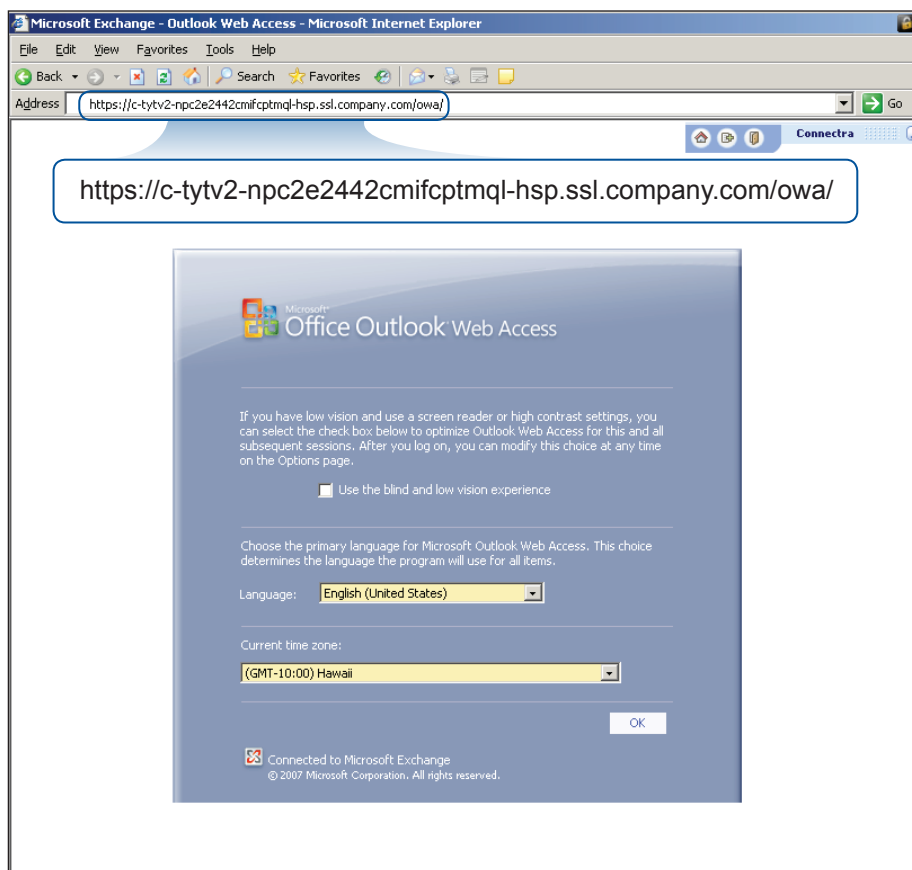 Microsoft Exchange - Outlook Web Access - Microsoft Internet Explorer
File Edit View Favorites Tools Help
Back Search Favorites
Address https://c-tytv2-npc2e2442cmifcptmql-hsp.ssl.company.com/owa/ Go
Connectra
https://c-tytv2-npc2e2442cmifcptmql-hsp.ssl.company.com/owa/
Microsoft
Office Outlook Web Access
If you have low vision and use a screen reader or high contrast settings, you
can select the check box below to optimize Outlook Web Access for this and all
subsequent sessions. After you log on, you can modify this choice at any time
on the Options page.
Use the blind and low vision experience
Choose the primary language for Microsoft Outlook Web Access. This choice
determines the language the program will use for all items.
Language: English (United States)
Current time zone:
(GMT-10:00) Hawaii
OK
Connected to Microsoft Exchange
© 2007 Microsoft Corporation. All rights reserved.